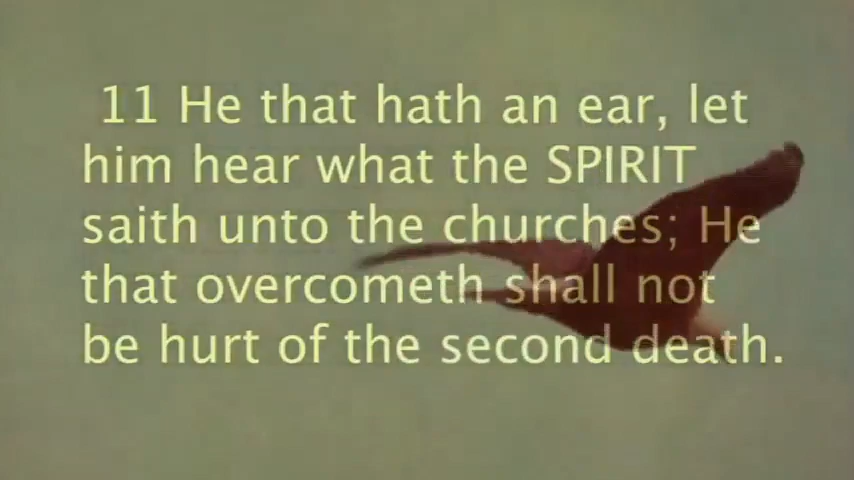 11 He that hath an ear, let
him hear what the SPIRIT
saith unto the churches; He
that overcometh shall not
be hurt of the second death.